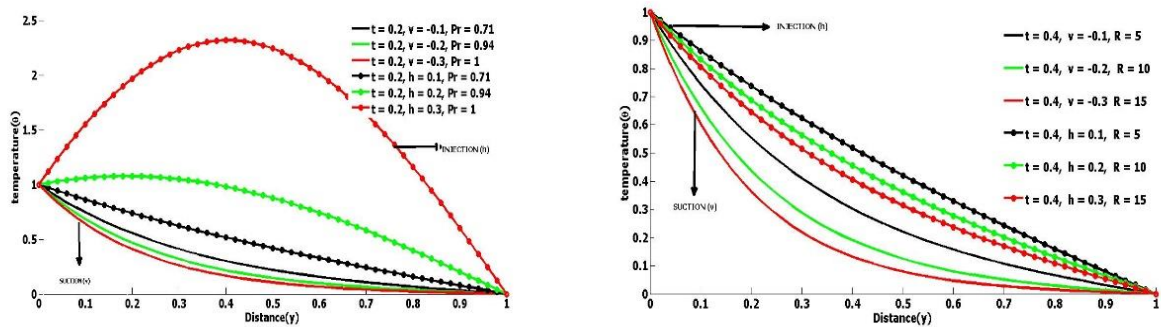 2.5
2
1.5
1
0.5
0
temperature(θ)
t = 0.2, v = -0.1, Pr = 0.71
t = 0.2, v = -0.2, Pr = 0.94
t = 0.2, v = -0.3, Pr = 1
t = 0.2, h = 0.1, Pr = 0.71
t = 0.2, h = 0.2, Pr = 0.94
t = 0.2, h = 0.3, Pr = 1
INJECTION (h)
SUCTION (v)
0 0.1 0.2 0.3 0.4 0.5 0.6 0.7 0.8 0.9 1
Distance(y)
1
0.9
0.8
0.7
0.6
0.5
0.4
0.3
0.2
0.1
0
temperature(θ)
INJECTION (h)
t = 0.4, v = -0.1, R = 5
t = 0.4, v = -0.2, R = 10
t = 0.4, v = -0.3 R = 15
t = 0.4, h = 0.1, R = 5
t = 0.4, h = 0.2, R = 10
t = 0.4, h = 0.3, R = 15
SUCTION (v)
0 0.1 0.2 0.3 0.4 0.5 0.6 0.7 0.8 0.9 1
Distance(y)